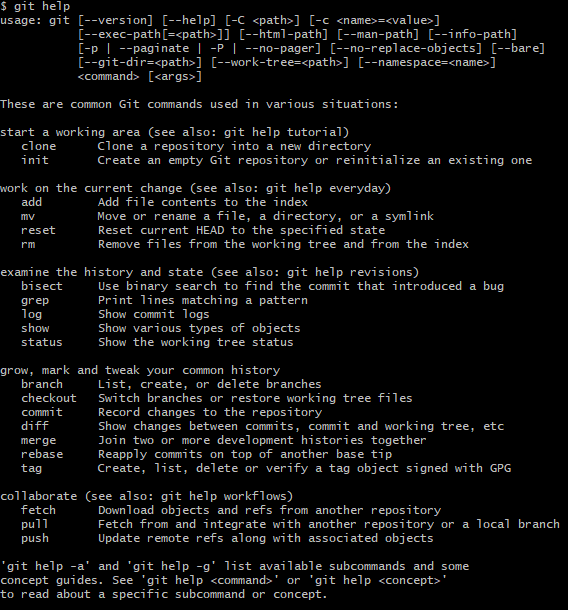 $ git help
usage: git [--version] [--help] [-C <path>] [-c <name>=<value>]
           [--exec-path[=<path>]] [--html-path] [--man-path] [--info-path]
           [-p | --paginate | -P | --no-pager] [--no-replace-objects] [--bare]
           [--git-dir=<path>] [--work-tree=<path>] [--namespace=<name>]
           <command> [<args>]

These are common Git commands used in various situations:

start a working area (see also: git help tutorial)
   clone      Clone a repository into a new directory
   init       Create an empty Git repository or reinitialize an existing one

work on the current change (see also: git help everyday)
   add        Add file contents to the index
   mv         Move or rename a file, a directory, or a symlink
   reset      Reset current HEAD to the specified state
   rm         Remove files from the working tree and from the index

examine the history and state (see also: git help revisions)
   bisect     Use binary search to find the commit that introduced a bug
   grep       Print lines matching a pattern
   log        Show commit logs
   show       Show various types of objects
   status     Show the working tree status

grow, mark and tweak your common history
   branch     List, create, or delete branches
   checkout   Switch branches or restore working tree files
   commit     Record changes to the repository
   diff       Show changes between commits, commit and working tree, etc
   merge      Join two or more development histories together
   rebase     Reapply commits on top of another base tip
   tag        Create, list, delete or verify a tag object signed with GPG

collaborate (see also: git help workflows)
   fetch      Download objects and refs from another repository
   pull       Fetch from and integrate with another repository or a local branch
   push       Update remote refs along with associated objects

'git help -a' and 'git help -g' list available subcommands and some
concept guides. See 'git help <command>' or 'git help <concept>'
to read about a specific subcommand or concept.